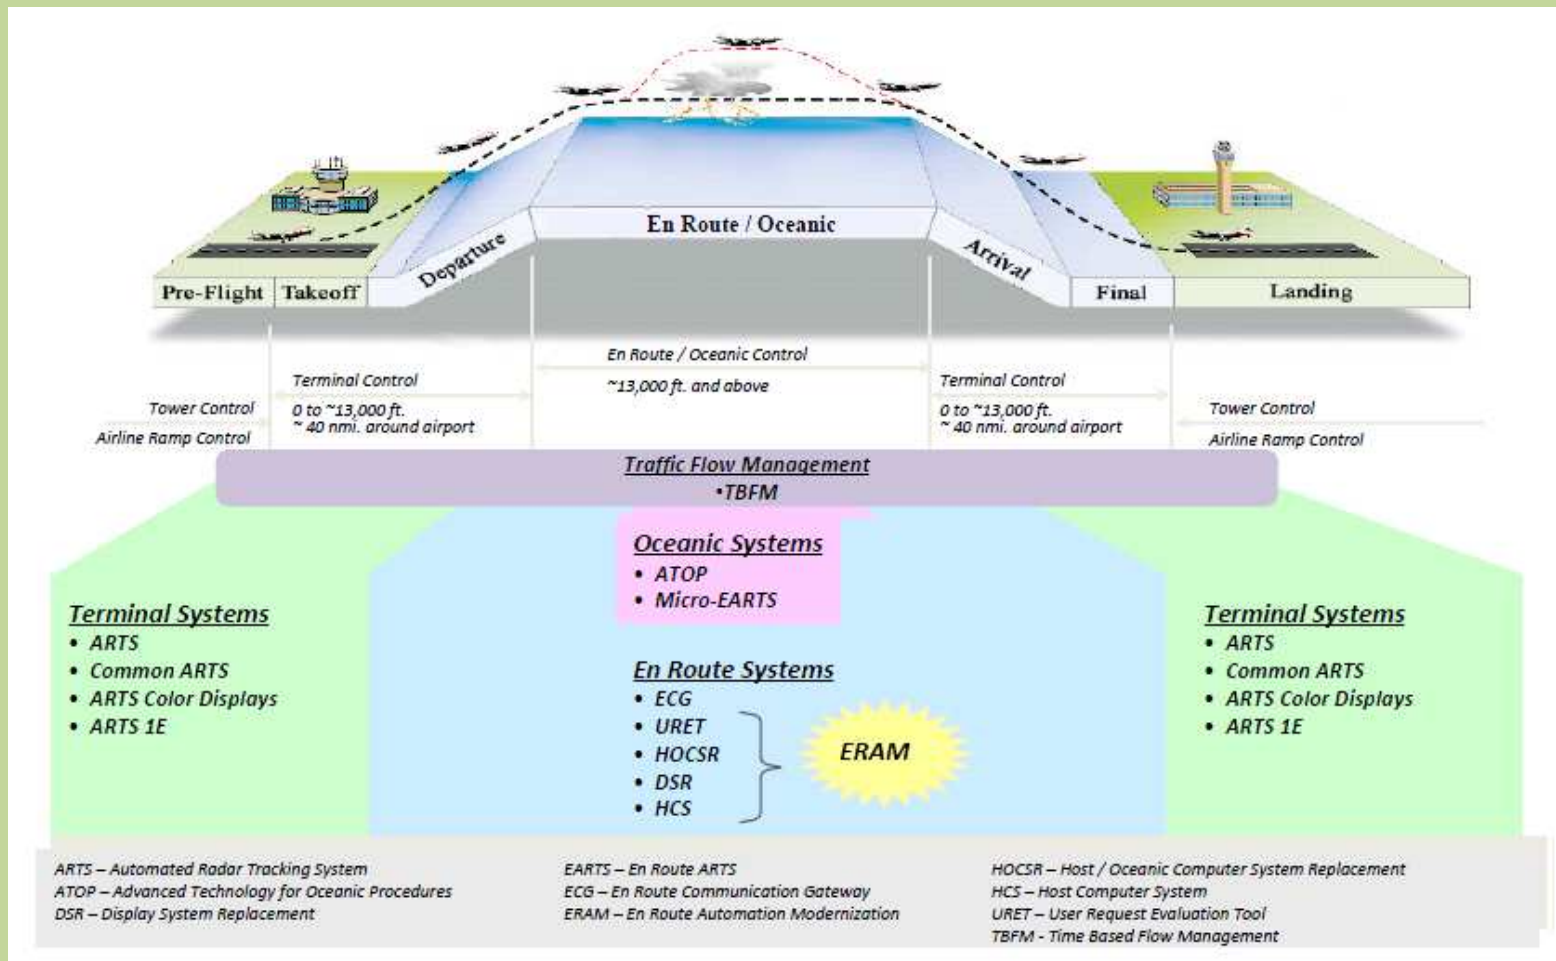 En Route / Oceanic
Departure
Arrival
Pre-Flight
Takeoff
Final
Landing
En Route / Oceanic Control
~13,000 ft. and above
Terminal Control
0 to ~13,000 ft.
~ 40 nmi. around airport
Terminal Control
0 to ~13,000 ft.
~ 40 nmi. around airport
Tower Control
Airline Ramp Control
Tower Control
Airline Ramp Control
Traffic Flow Management
•TBFM
Oceanic Systems
• ATOP
• Micro-EARTS
Terminal Systems
• ARTS
• Common ARTS
• ARTS Color Displays
• ARTS 1E
En Route Systems
• ECG
• URET
• HOCSR
• DSR
• HCS
ERAM
Terminal Systems
• ARTS
• Common ARTS
• ARTS Color Displays
• ARTS 1E
ARTS – Automated Radar Tracking System
ATOP – Advanced Technology for Oceanic Procedures
DSR – Display System Replacement
EARTS – En Route ARTS
ECG – En Route Communication Gateway
ERAM – En Route Automation Modernization
HOCSR – Host / Oceanic Computer System Replacement
HCS – Host Computer System
URET – User Request Evaluation Tool
TBFM - Time Based Flow Management